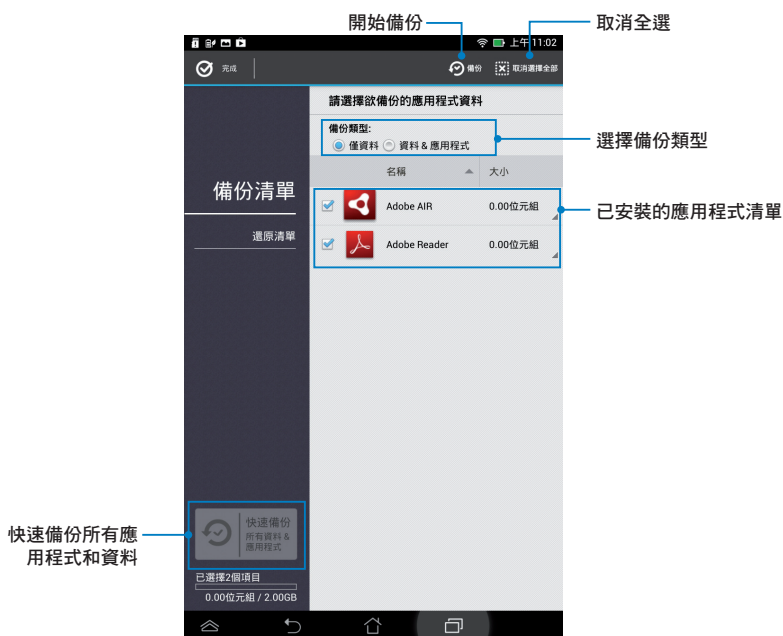 開始備份
取消全選
上午 11:02
完成
備份
取消選擇全部
請選擇欲備份的應用程式資料
備份類型:
僅資料
資料 & 應用程式
選擇備份類型
名稱
大小
備份清單
還原清單
Adobe AIR
0.00位元組
已安裝的應用程式清單
Adobe Reader
0.00位元組
快速備份所有應
用程式和資料
快速備份
所有資料 &
應用程式
已選擇2個項目
0.00位元組 / 2.00GB